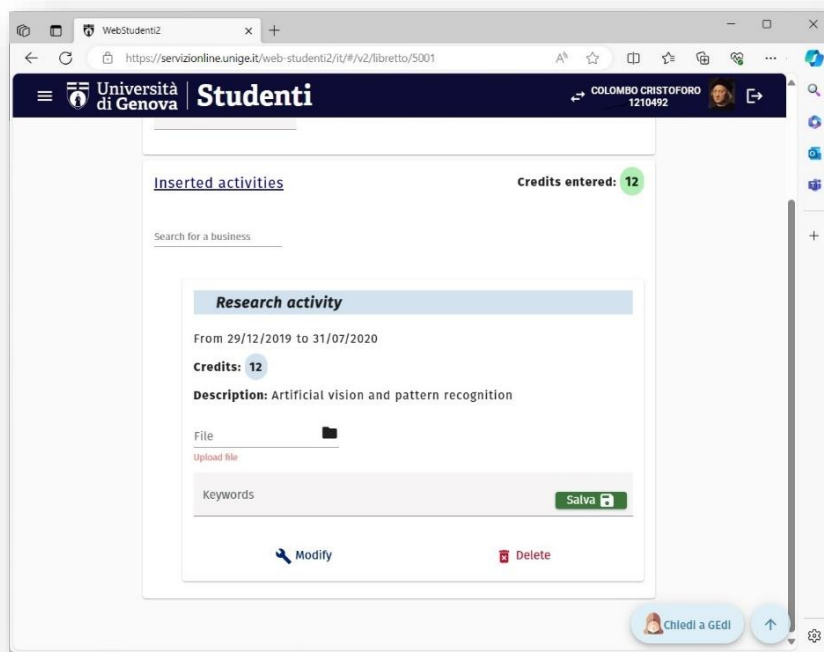 WebStudenti2
https://servizionline.unige.it/web-studenti2/it/#/v2/libretto/5001
Università
di Genova
Studenti
COLOMBO CRISTOFORO
1210492
Inserted activities
Credits entered: 12
Search for a business
Research activity
From 29/12/2019 to 31/07/2020
Credits: 12
Description: Artificial vision and pattern recognition
File
Upload file
Keywords
Salva
Modify
Delete
Chiedi a GEdi